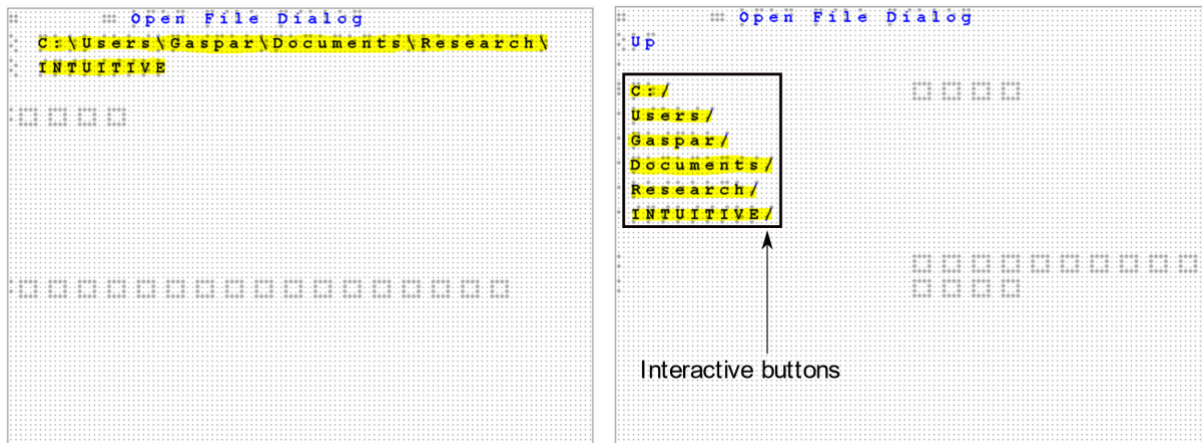 Open File Dialog
C:\Users\Gaspar\Documents\Research\
INTUITIVE
Open File Dialog
Up
C:/
Users/
Gaspar/
Documents/
Research/
INTUITIVE/
Interactive buttons